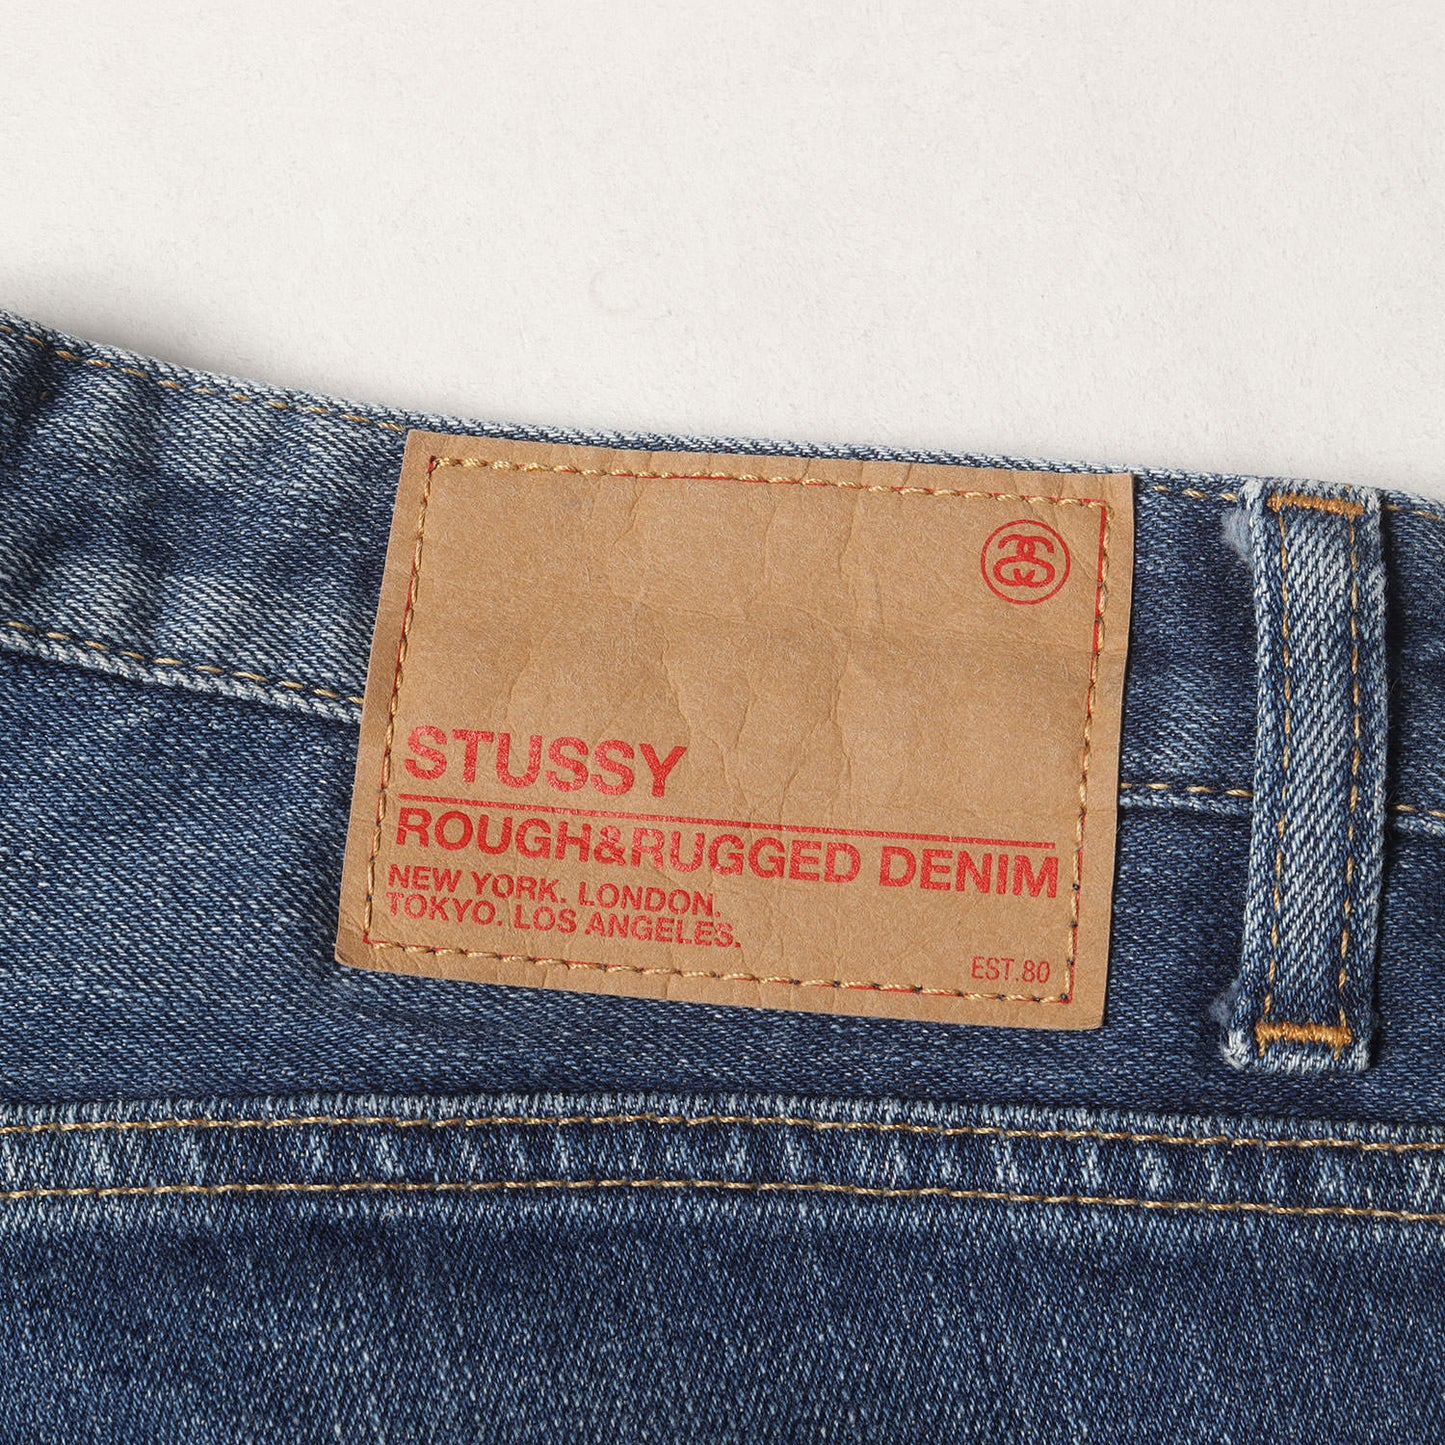 STUSSY
ROUGH&RUGGED DENIM
NEW YORK. LONDON.
TOKYO. LOS ANGELES.
EST.80